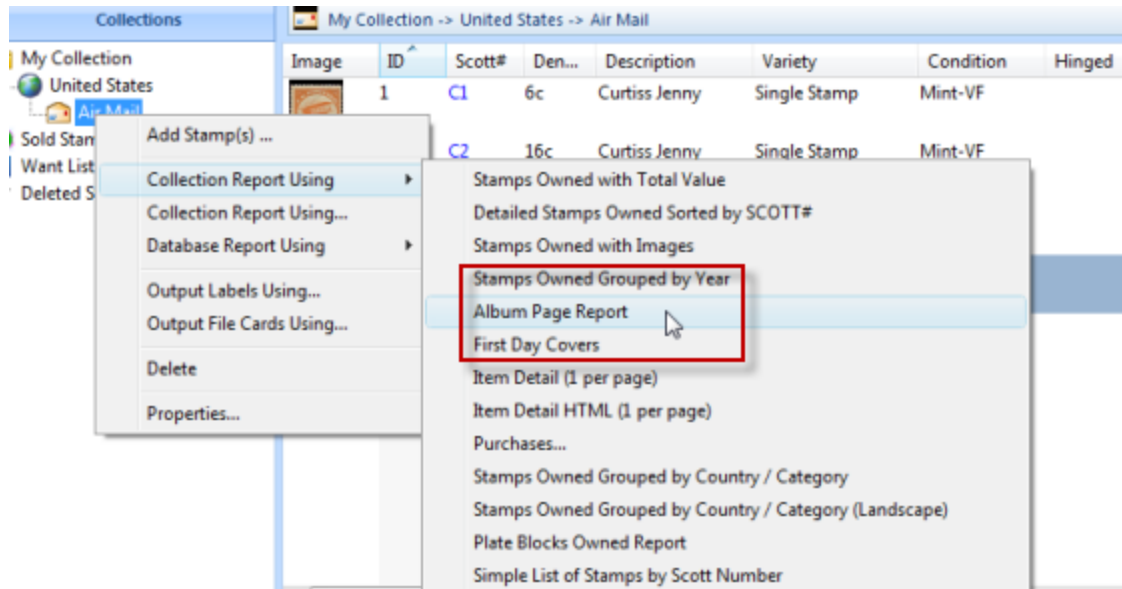 Collections
My Collection -> United States -> Air Mail
My Collection
United States
Air Mail
Sold Stam
Want List
Deleted S
Image ID Scott# Den... Description Variety Condition Hinged
1 C1 6c Curtiss Jenny Single Stamp Mint-VF
C2 16c Curtiss Jenny Single Stamp Mint-VF
Add Stamp(s) ...
Collection Report Using
Collection Report Using...
Database Report Using
Output Labels Using...
Output File Cards Using...
Delete
Properties...
Stamps Owned with Total Value
Detailed Stamps Owned Sorted by SCOTT#
Stamps Owned with Images
Stamps Owned Grouped by Year
Album Page Report
First Day Covers
Item Detail (1 per page)
Item Detail HTML (1 per page)
Purchases...
Stamps Owned Grouped by Country / Category
Stamps Owned Grouped by Country / Category (Landscape)
Plate Blocks Owned Report
Simple List of Stamps by Scott Number